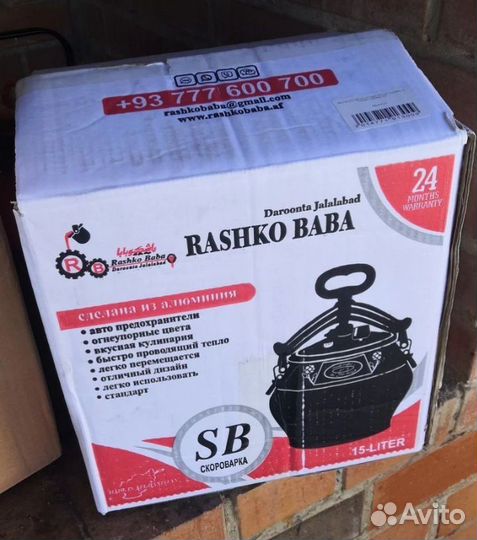 +93 777 600 700
rashkobaba@gmail.com
www.rashkobaba.af
24
MONTHS
WARRANTY
Daroonta Jalalabad
RASHKO BABA
R B
Rashko Baba
Daroonta Jalalabad
сделана из алюминия
• авто предохранители
• огнеупорные цвета
• вкусная кулинария
• быстро проводящий тепло
• легко перемещается
• отличный дизайн
• легко использовать
• стандарт
SB
СКОРОВАРКА
15-LITER
Avito